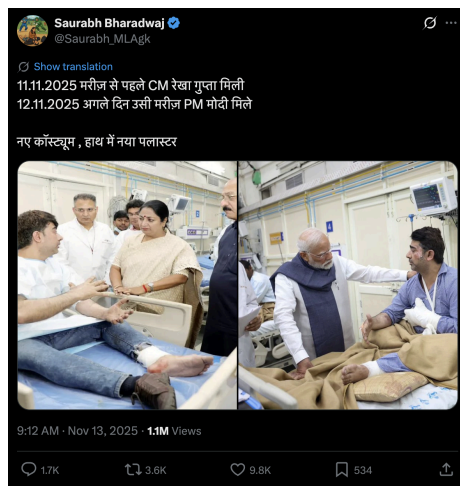 Saurabh Bharadwaj
@Saurabh_MLAgk
Show translation
11.11.2025 मरीज़ से पहले CM रेखा गुप्ता मिली
12.11.2025 अगले दिन उसी मरीज़ PM मोदी मिले
नए कॉस्ट्यूम , हाथ में नया पलास्टर
9:12 AM · Nov 13, 2025 · 1.1M Views
1.7K
3.6K
9.8K
534